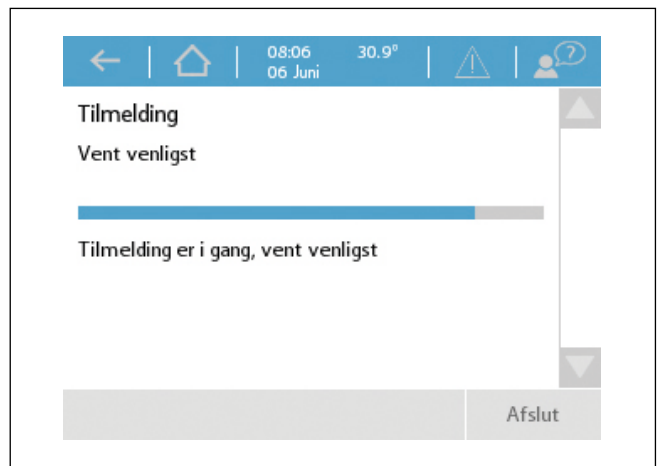 08:06 30.9°
06 Juni
?
Tilmelding
Vent venligst
Tilmelding er i gang, vent venligst
Afslut